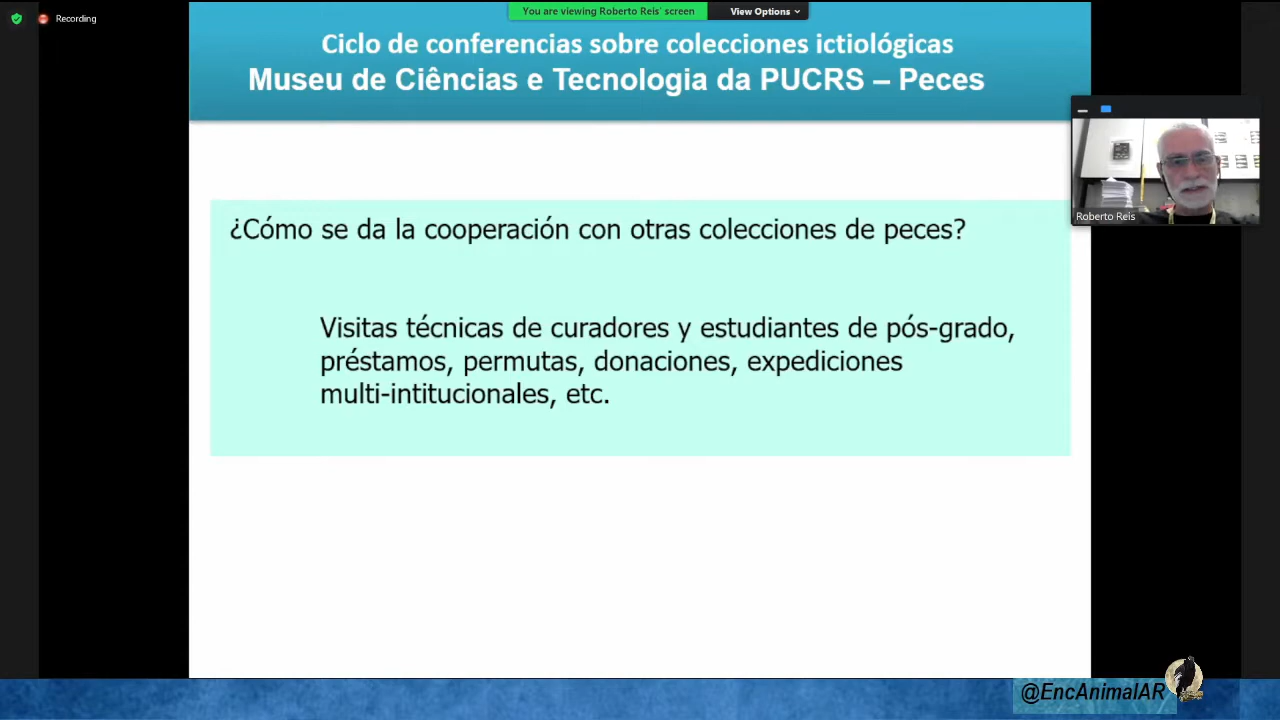 Recording
You are viewing Roberto Reis' screen
View Options
Ciclo de conferencias sobre colecciones ictiológicas
Museu de Ciências e Tecnologia da PUCRS – Peces
Roberto Reis
¿Cómo se da la cooperación con otras colecciones de peces?
Visitas técnicas de curadores y estudiantes de pós-grado,
préstamos, permutas, donaciones, expediciones
multi-intitucionales, etc.
@EncAnimalAR